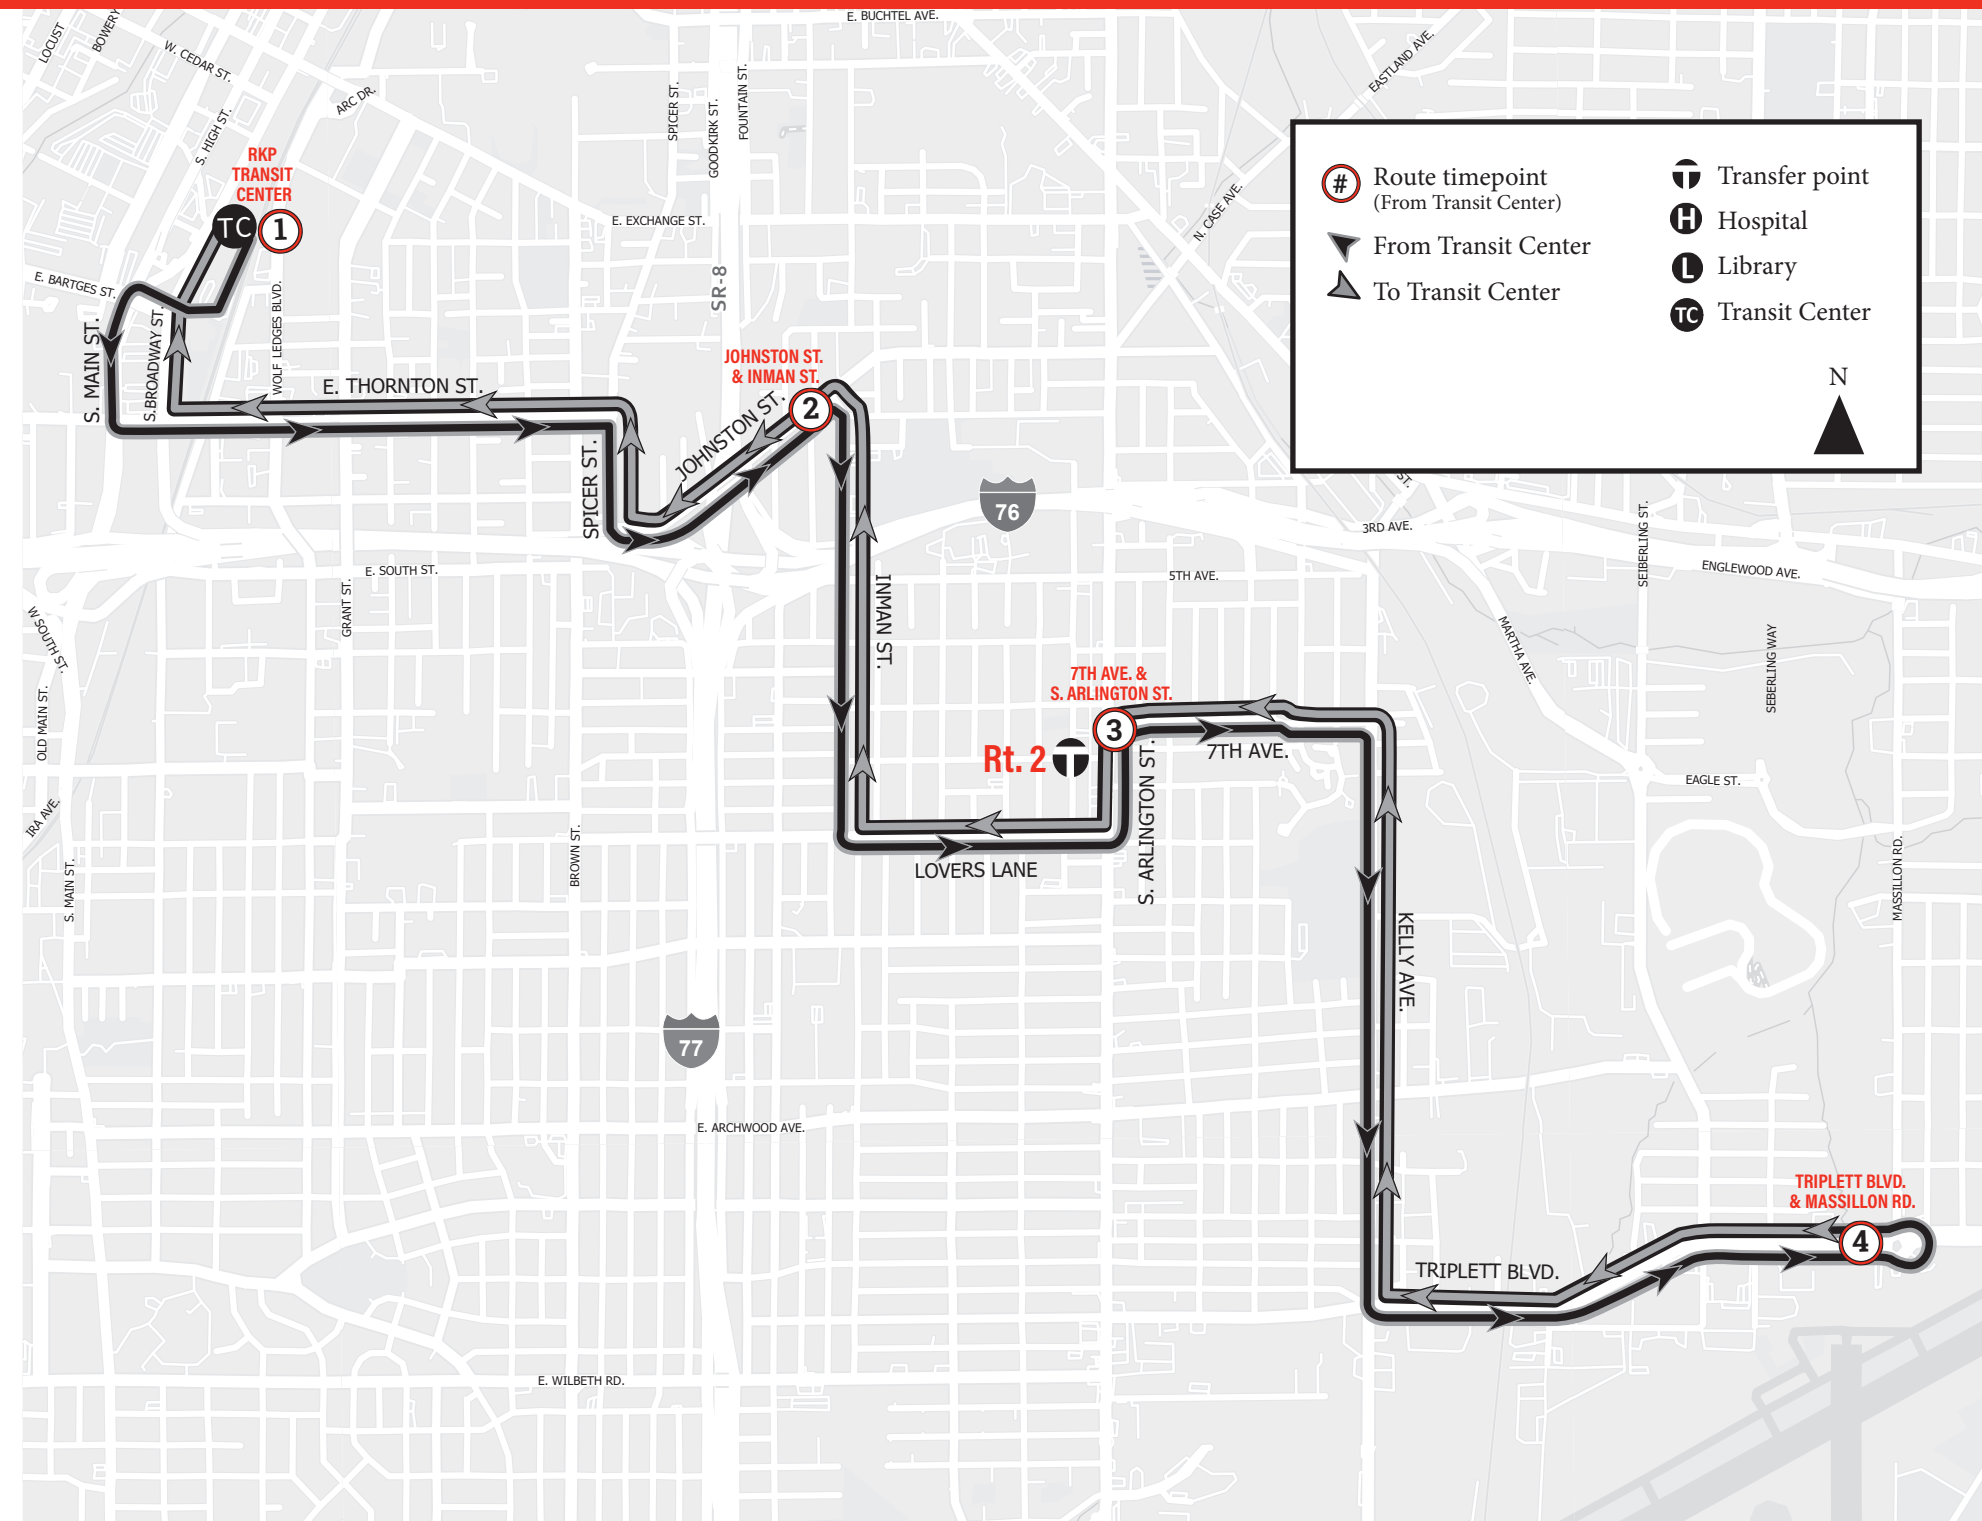 E. BUCHTEL AVE.
LOCUST
BOWERY
W. CEDAR ST.
ARC DR.
S. HIGH ST.
SPICER ST.
GOODKIRK ST.
FOUNTAIN ST.
EASTLAND AVE.
N. CASE AVE.
RKP
TRANSIT
CENTER
TC
1
E. EXCHANGE ST.
SR-8
E. BARTGES ST.
S. MAIN ST.
S.BROADWAY ST.
WOLF LEDGES BLVD.
E. THORNTON ST.
JOHNSTON ST.
& INMAN ST.
2
JOHNSTON ST.
SPICER ST.
#
Route timepoint
(From Transit Center)
From Transit Center
To Transit Center
T
Transfer point
H
Hospital
L
Library
TC
Transit Center
N
ST.
76
3RD AVE.
5TH AVE.
SEIBERLING ST.
ENGLEWOOD AVE.
E. SOUTH ST.
GRANT ST.
W SOUTH ST.
OLD MAIN ST.
IRA AVE.
S. MAIN ST.
BROWN ST.
INMAN ST.
MARTHA AVE.
SEBERLING WAY
7TH AVE. &
S. ARLINGTON ST.
3
Rt. 2
T
7TH AVE.
EAGLE ST.
S. ARLINGTON ST.
LOVERS LANE
MASSILLON RD.
KELLY AVE.
77
E. ARCHWOOD AVE.
TRIPLETT BLVD.
& MASSILLON RD.
4
TRIPLETT BLVD.
E. WILBETH RD.